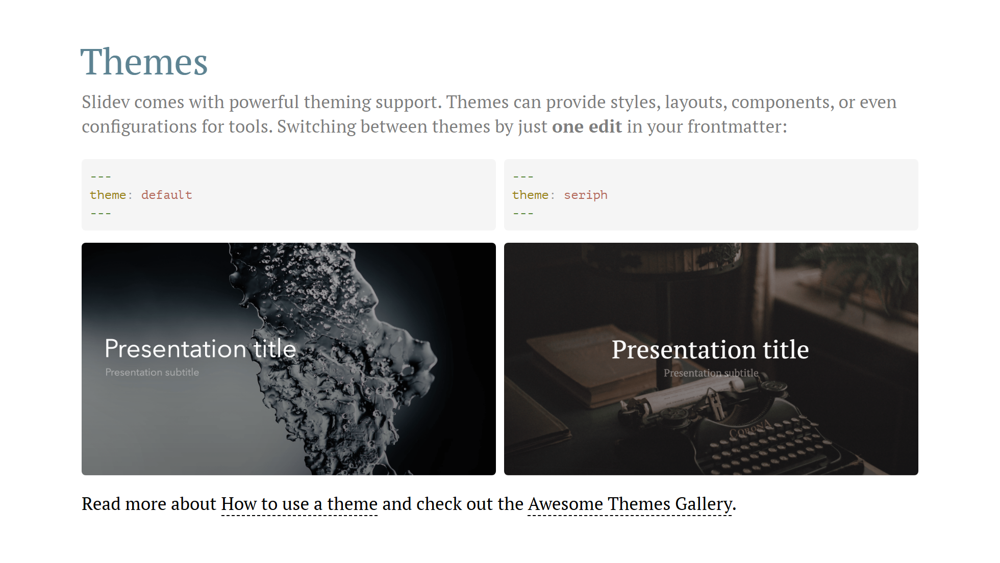 Themes
Slidev comes with powerful theming support. Themes can provide styles, layouts, components, or even
configurations for tools. Switching between themes by just one edit in your frontmatter:
---
theme: default
---
---
theme: seriph
---
Presentation title
Presentation subtitle
Presentation title
Presentation subtitle
CORONA
Read more about How to use a theme and check out the Awesome Themes Gallery.